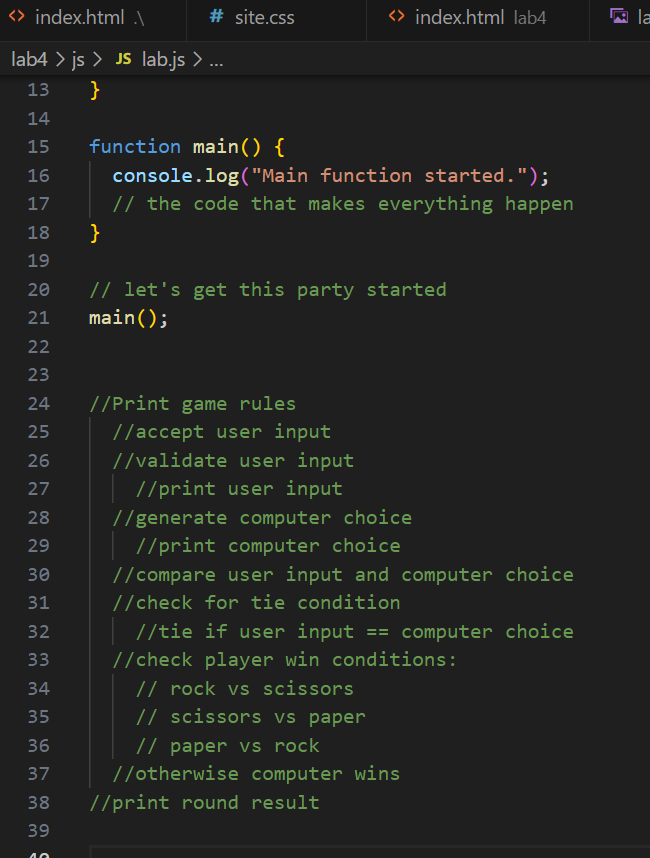 index.html .\ # site.css index.html lab4 la
lab4 > js > JS lab.js > ...
13 }
14
15 function main() {
16 console.log("Main function started.");
17 // the code that makes everything happen
18 }
19
20 // let's get this party started
21 main();
22
23
24 //Print game rules
25 //accept user input
26 //validate user input
27 //print user input
28 //generate computer choice
29 //print computer choice
30 //compare user input and computer choice
31 //check for tie condition
32 //tie if user input == computer choice
33 //check player win conditions:
34 // rock vs scissors
35 // scissors vs paper
36 // paper vs rock
37 //otherwise computer wins
38 //print round result
39
40